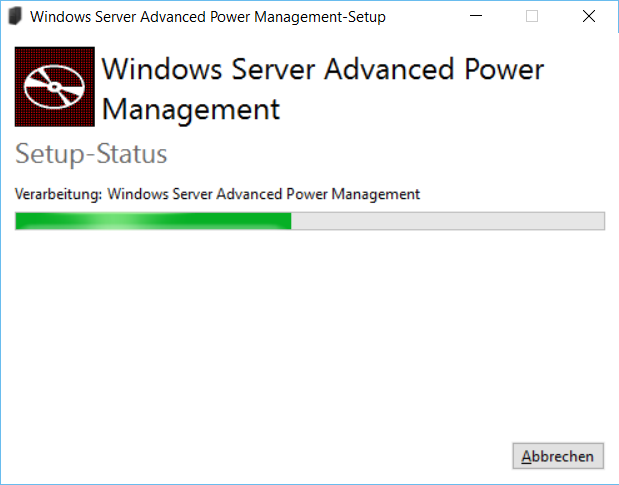 Windows Server Advanced Power Management-Setup
Windows Server Advanced Power
Management
Setup-Status
Verarbeitung: Windows Server Advanced Power Management
Abbrechen